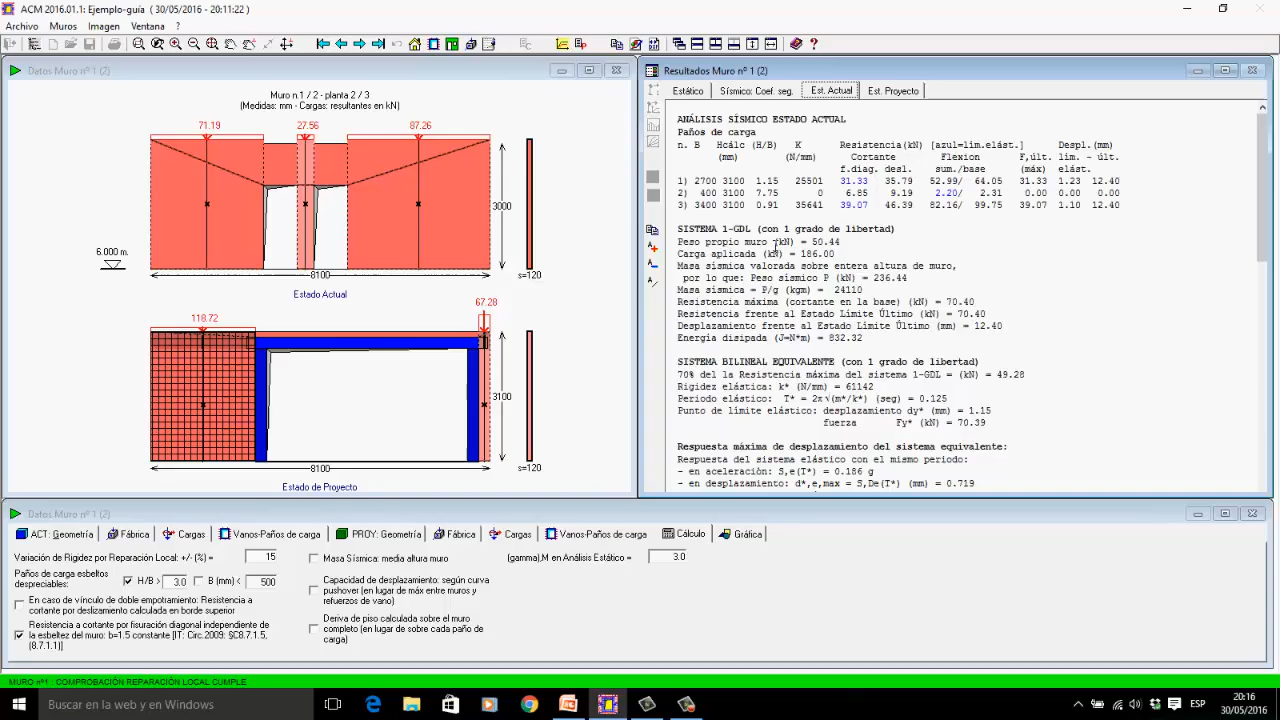 ACM 2016.01.1: Ejemplo-guía ( 30/05/2016 - 20:11:22 )
Archivo Muros Imagen Ventana ?
Datos Muro nº 1 (2)
Muro n.1 / 2 - planta 2 / 3
(Medidas: mm - Cargas: resultantes en kN)
71.19 27.56 87.26
3000
6.000 m.
8100 s=120
Estado Actual
118.72 67.28
3100
8100 s=120
Estado de Proyecto
Resultados Muro nº 1 (2)
Estático Sísmico: Coef. seg. Est. Actual Est. Proyecto
ANÁLISIS SÍSMICO ESTADO ACTUAL
Paños de carga
n. B Hcálc (H/B) K Resistencia(kN) [azul=lím.elást.] Despl.(mm)
(mm) (N/mm) Cortante Flexion F,últ. lím. - últ.
f.diag. desl. sum./base (máx) elást.
1) 2700 3100 1.15 25501 31.33 35.79 52.99/ 64.05 31.33 1.23 12.40
2) 400 3100 7.75 0 6.85 9.19 2.20/ 2.31 0.00 0.00 0.00
3) 3400 3100 0.91 35641 39.07 46.39 82.16/ 99.75 39.07 1.10 12.40
SISTEMA 1-GDL (con 1 grado de libertad)
Peso propio muro (kN) = 50.44
Carga aplicada (kN) = 186.00
Masa sísmica valorada sobre entera altura de muro,
por lo que: Peso sísmico P (kN) = 236.44
Masa sísmica = P/g (kgm) = 24110
Resistencia máxima (cortante en la base) (kN) = 70.40
Resistencia frente al Estado Límite Último (kN) = 70.40
Desplazamiento frente al Estado Límite Último (mm) = 12.40
Energía disipada (J=N*m) = 832.32
SISTEMA BILINEAL EQUIVALENTE (con 1 grado de libertad)
70% del la Resistencia máxima del sistema 1-GDL = (kN) = 49.28
Rigidez elástica: k* (N/mm) = 61142
Periodo elástico: T* = 2π√(m*/k*) (seg) = 0.125
Punto de límite elástico: desplazamiento dy* (mm) = 1.15
fuerza Fy* (kN) = 70.39
Respuesta máxima de desplazamiento del sistema equivalente:
Respuesta del sistema elástico con el mismo periodo:
- en aceleraciòn: S,e(T*) = 0.186 g
- en desplazamiento: d*,e,max = S,De(T*) (mm) = 0.719
Datos Muro nº 1 (2)
ACT: Geometría Fábrica Cargas Vanos-Paños de carga PROY: Geometría Fábrica Cargas Vanos-Paños de carga Cálculo Gráfica
Variación de Rigidez por Reparación Local: +/- (%) = 15
Paños de carga esbeltos
despreciables: H/B > 3.0 B (mm) < 500
En caso de vínculo de doble empotramiento: Resistencia a
cortante por deslizamiento calculada en borde superior
Resistencia a cortante por fisuración diagonal independiente de
la esbeltez del muro: b=1.5 constante [IT: Circ.2009: §C8.7.1.5,
(8.7.1.1)]
Masa Sísmica: media altura muro
Capacidad de desplazamiento: según curva
pushover (en lugar de máx entre muros y
refuerzos de vano)
Deriva de piso calculada sobre el muro
completo (en lugar de sobre cada paño de
carga)
(gamma),M en Análisis Estático = 3.0
MURO nº1 : COMPROBACIÓN REPARACIÓN LOCAL CUMPLE
Buscar en la web y en Windows
ESP
20:16
30/05/2016